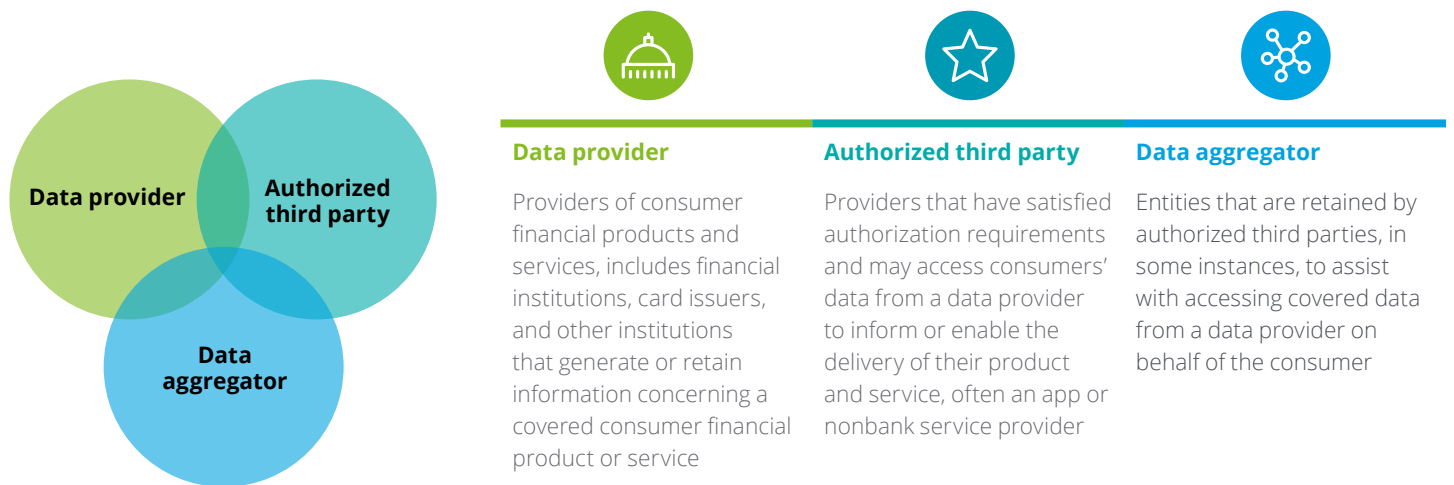 Data provider
Authorized
third party
Data
aggregator
Data provider
Providers of consumer
financial products and
services, includes financial
institutions, card issuers,
and other institutions
that generate or retain
information concerning a
covered consumer financial
product or service
Authorized third party
Providers that have satisfied
authorization requirements
and may access consumers’
data from a data provider
to inform or enable the
delivery of their product
and service, often an app or
nonbank service provider
Data aggregator
Entities that are retained by
authorized third parties, in
some instances, to assist
with accessing covered data
from a data provider on
behalf of the consumer